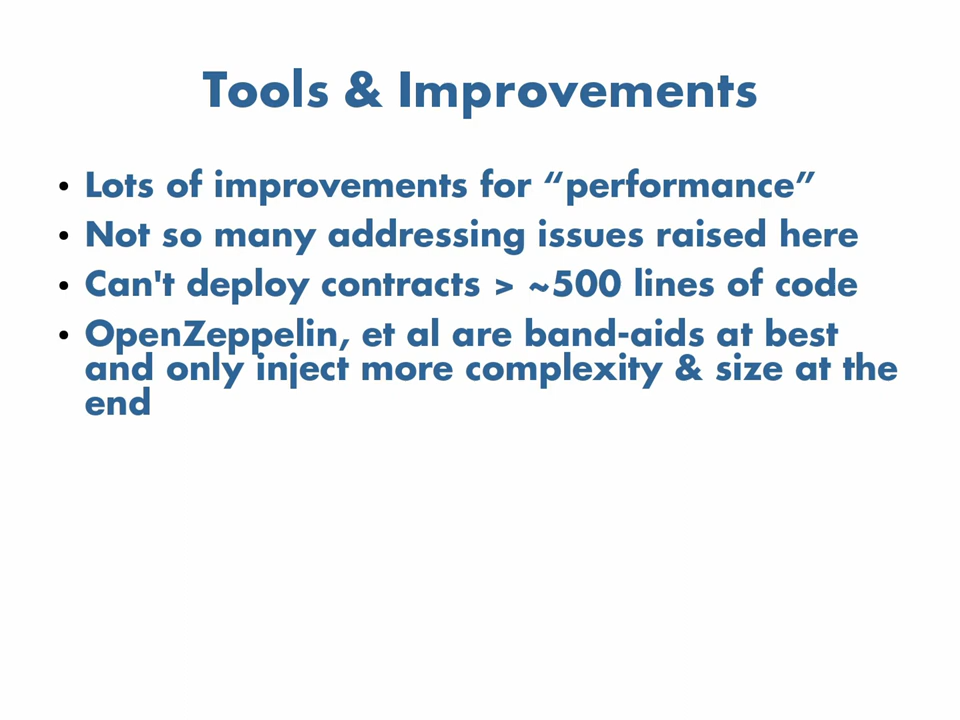 Tools & Improvements
• Lots of improvements for “performance”
• Not so many addressing issues raised here
• Can't deploy contracts > ~500 lines of code
• OpenZeppelin, et al are band-aids at best
and only inject more complexity & size at the
end